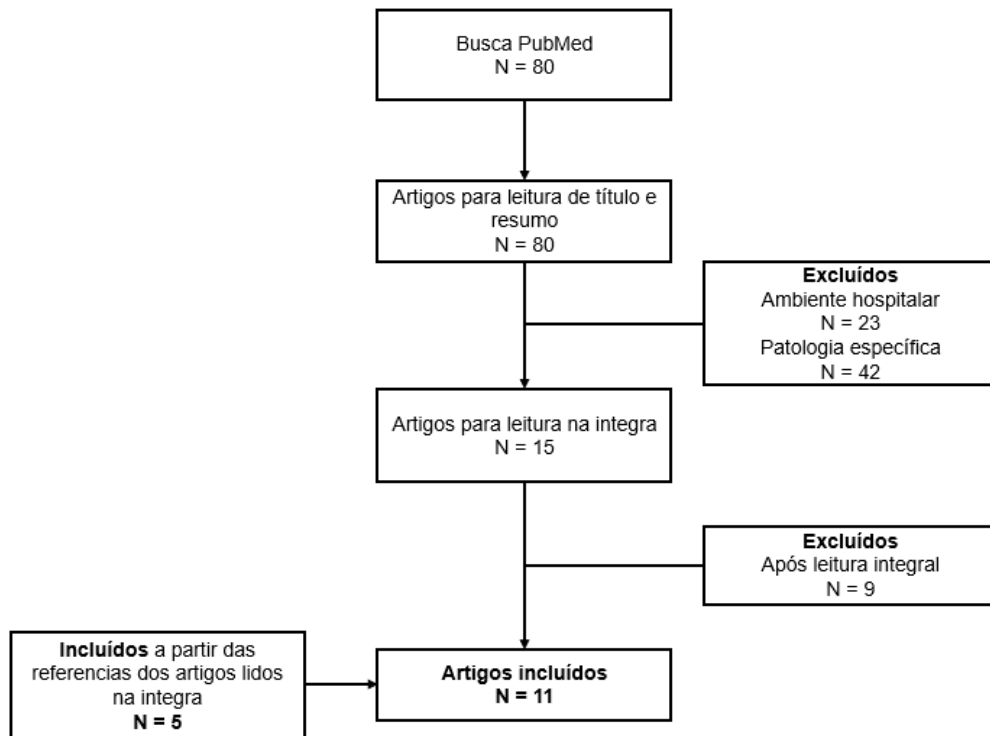 Busca PubMed
N = 80
Artigos para leitura de título e
resumo
N = 80
Excluídos
Ambiente hospitalar
N = 23
Patologia específica
N = 42
Artigos para leitura na integra
N = 15
Excluídos
Após leitura integral
N = 9
Incluídos a partir das
referencias dos artigos lidos
na integra
N = 5
Artigos incluídos
N = 11